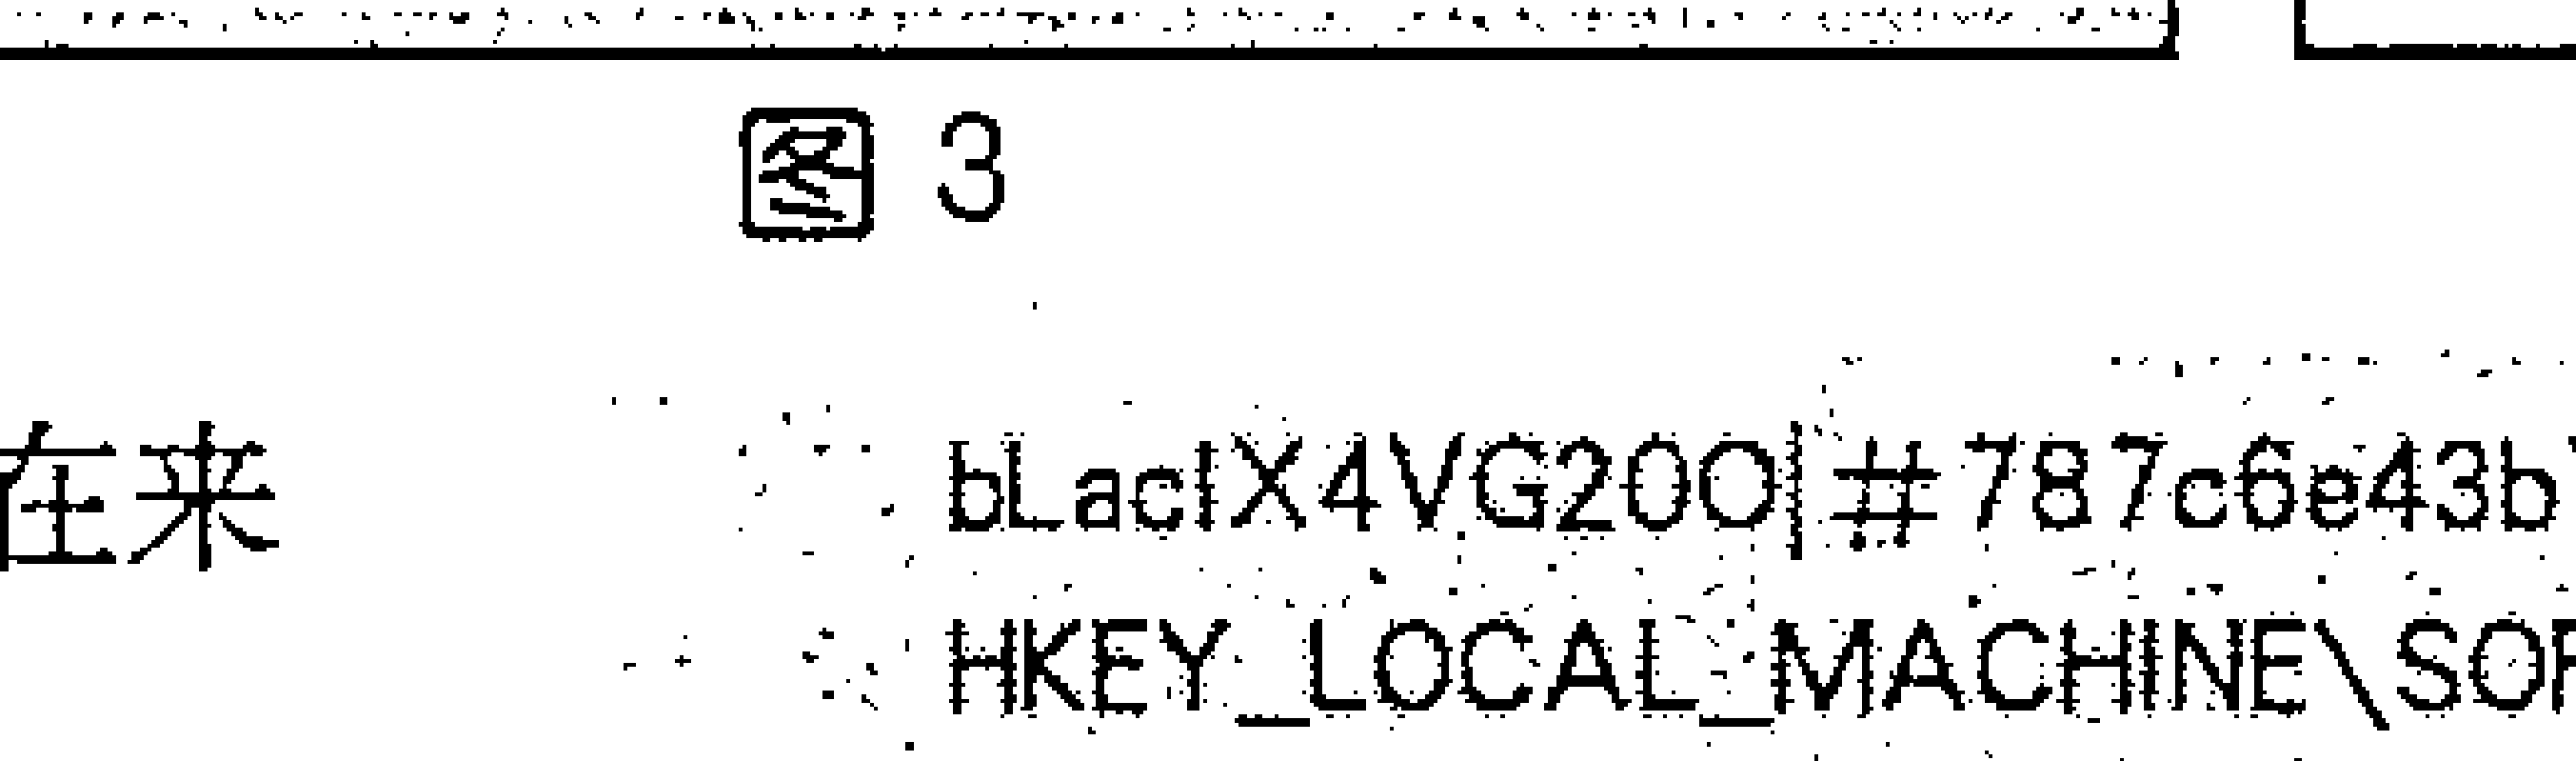 图 3
在来 bLaclX4VG20O|#787c6e43b
HKEY_LOCAL_MACHINE\SOF